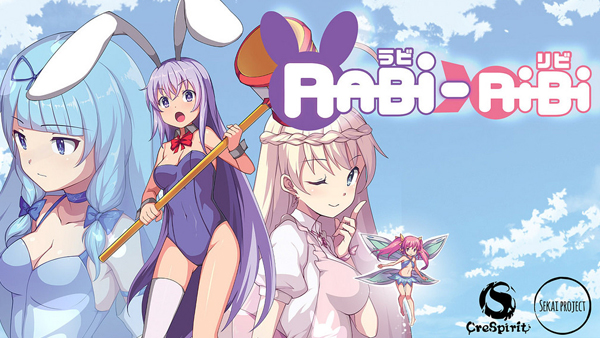 ラビ リビ
RABi-RiBi
CreSpirit
SEKAI PROJECT